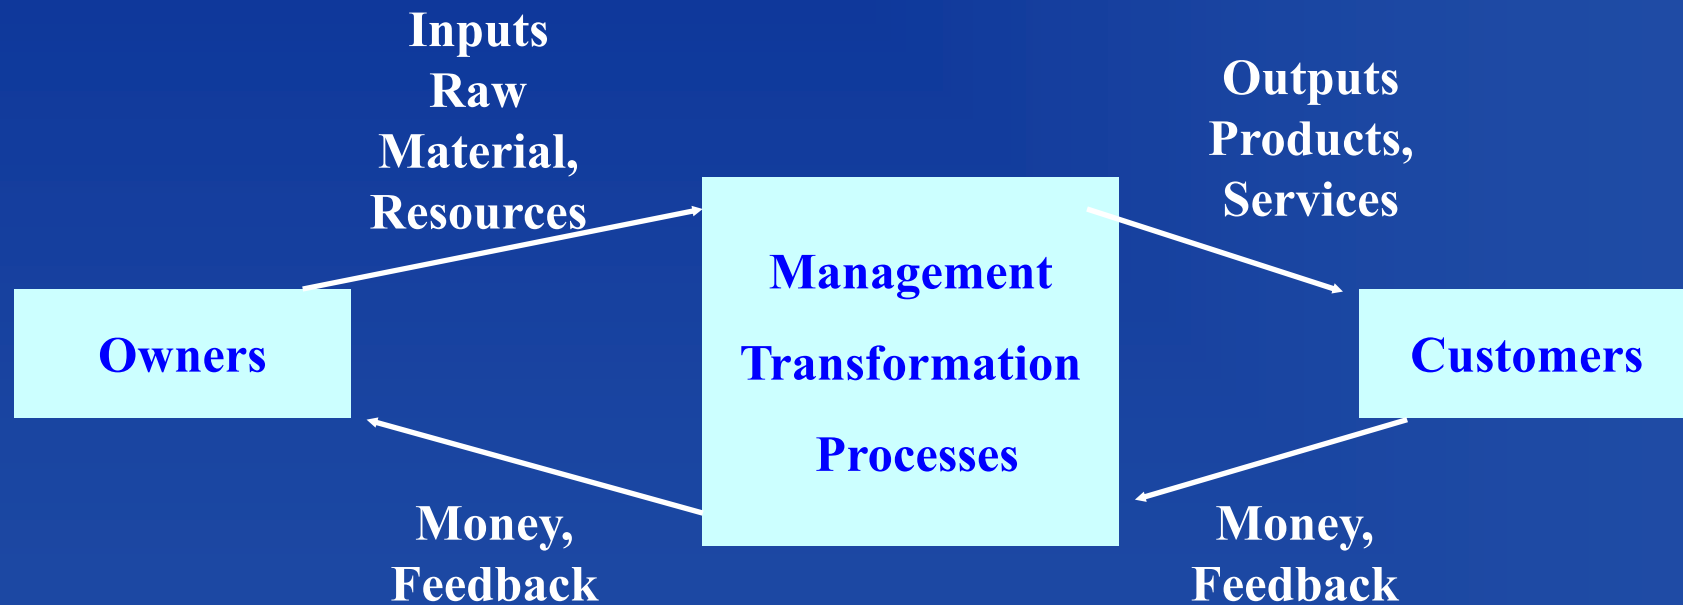 Inputs
Raw
Material,
Resources
Outputs
Products,
Services
Owners
Management
Transformation
Processes
Customers
Money,
Feedback
Money,
Feedback